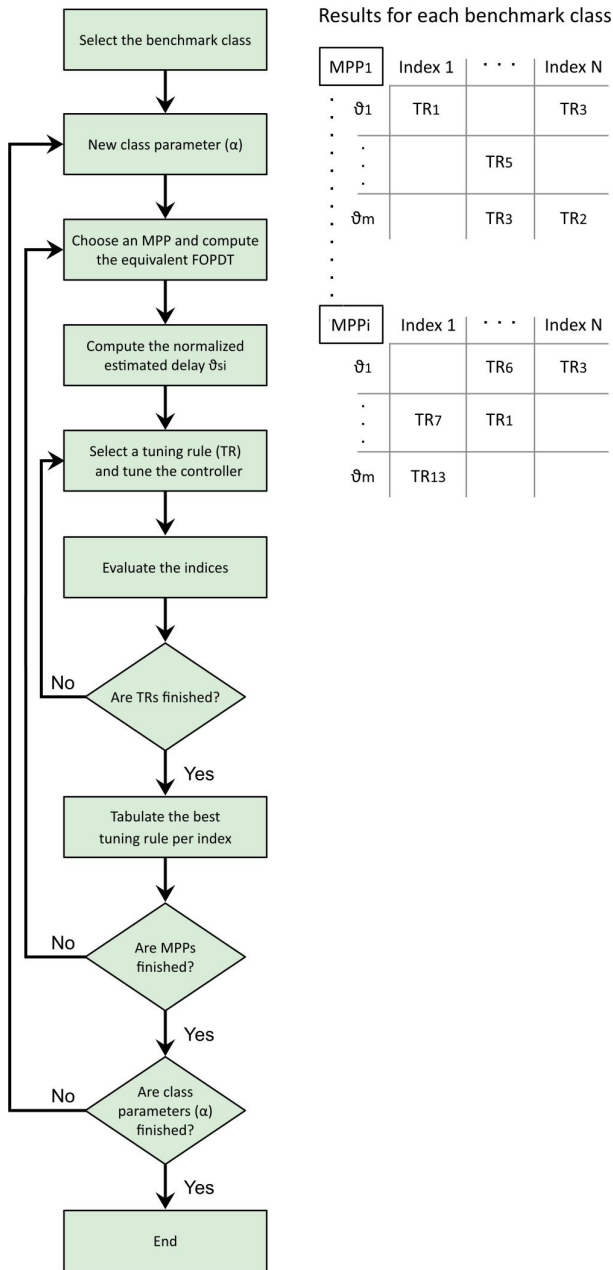 Select the benchmark class
New class parameter (α)
Choose an MPP and compute
the equivalent FOPDT
Compute the normalized
estimated delay ϑsi
Select a tuning rule (TR)
and tune the controller
Evaluate the indices
No
Are TRs finished?
Yes
Tabulate the best
tuning rule per index
No
Are MPPs
finished?
Yes
No
Are class
parameters (α)
finished?
Yes
End
Results for each benchmark class
MPP1 Index 1 · · · Index N
ϑ1 TR1 TR3
TR5
ϑm TR3 TR2
MPPi Index 1 · · · Index N
ϑ1 TR6 TR3
TR7 TR1
ϑm TR13